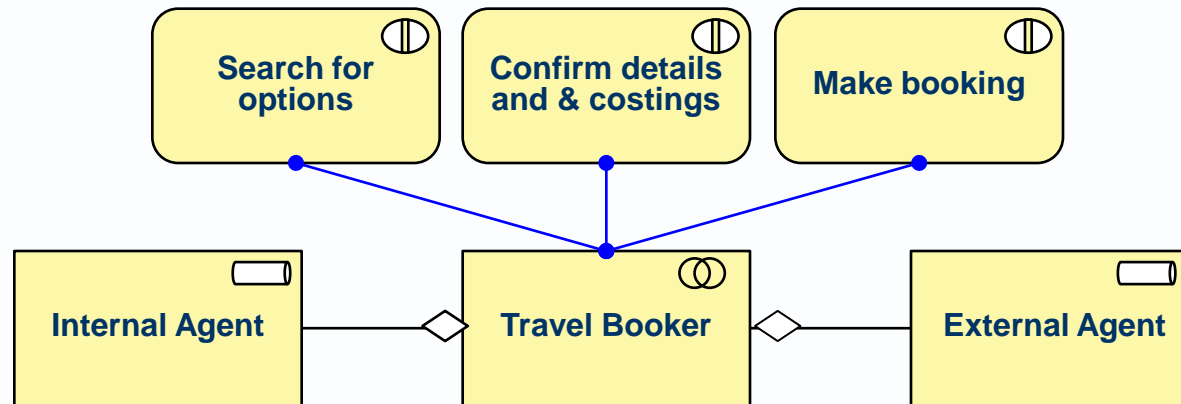 Search for
options
Confirm details
and & costings
Make booking
Internal Agent
Travel Booker
External Agent